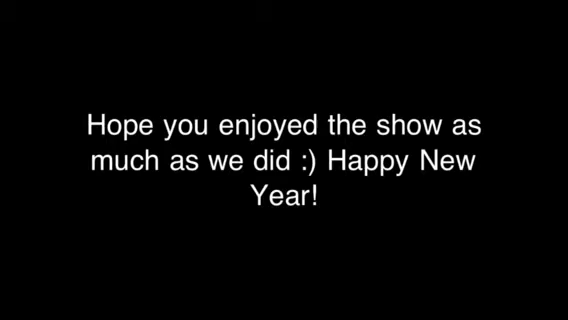 Hope you enjoyed the show as
much as we did :) Happy New
Year!